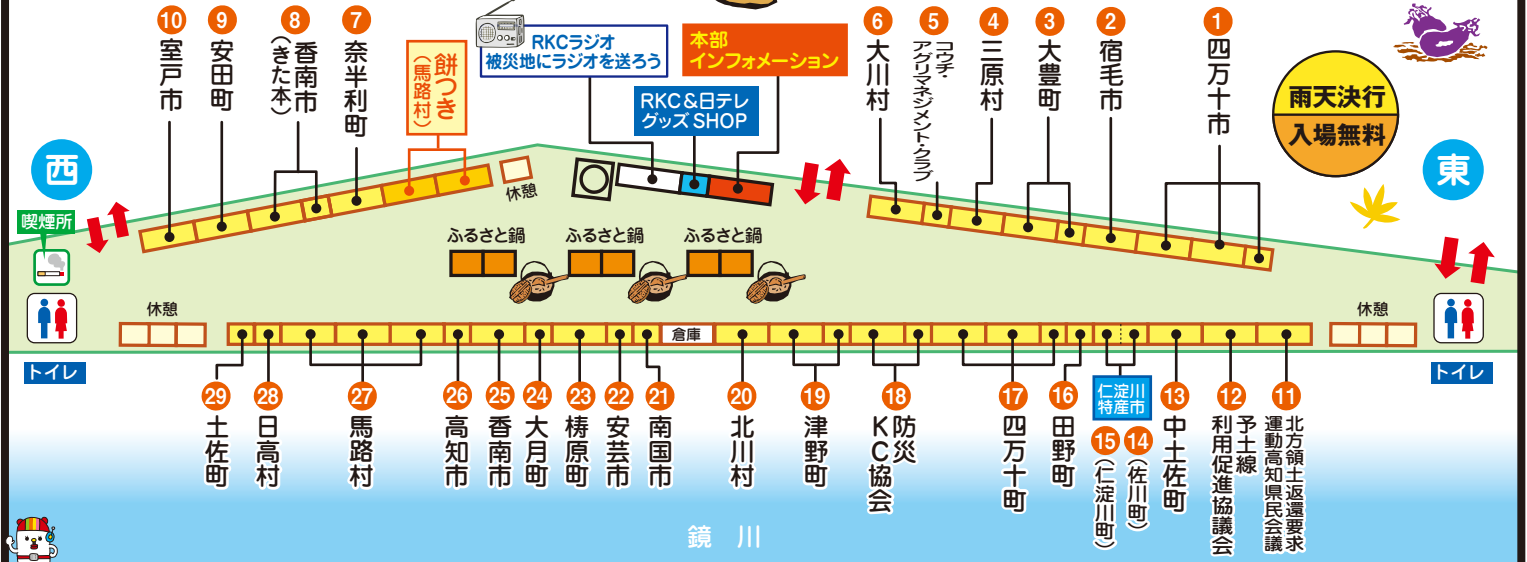 10 室戸市
9 安田町
8 香南市
（きた本）
7 奈半利町
餅つき
（馬路村）
RKCラジオ
被災地にラジオを送ろう
本部
インフォメーション
RKC＆日テレ
グッズ SHOP
6 大川村
5 コウチ・
アグリマネジメント・クラブ
4 三原村
3 大豊町
2 宿毛市
1 四万十市
雨天決行
入場無料
西
東
喫煙所
休憩
ふるさと鍋
ふるさと鍋
ふるさと鍋
休憩
倉庫
休憩
トイレ
トイレ
29 土佐町
28 日高村
27 馬路村
26 高知市
25 香南市
24 大月町
23 梼原町
22 安芸市
21 南国市
20 北川村
19 津野町
18 防災
KC協会
17 四万十町
16 田野町
仁淀川
特産市
15（仁淀川町）
14（佐川町）
13 中土佐町
12 予土線
利用促進協議会
11 北方領土返還要求
運動高知県民会議
鏡川